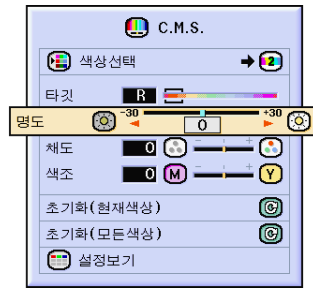 C.M.S.
색상선택 2
타깃 R
명도 -30 0 +30
채도 0 - +
색조 0 M - + Y
초기화(현재색상)
초기화(모든색상)
설정보기